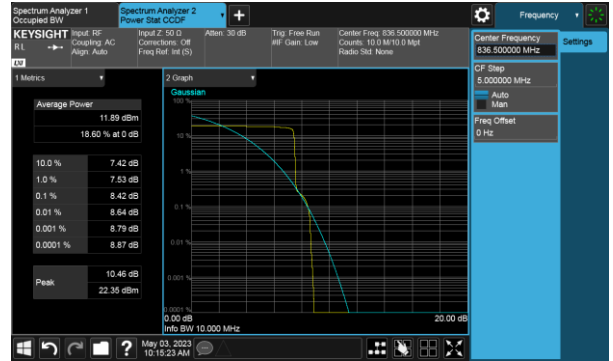 Spectrum Analyzer 1
Occupied BW
Spectrum Analyzer 2
Power Stat CCDF
Frequency
KEYSIGHT
RL
LW
Input: RF
Coupling: AC
Align: Auto
Input Z: 50 Ω
Corrections: Off
Freq Ref: Int (S)
Atten: 30 dB
Trig: Free Run
#IF Gain: Low
Center Freq: 836.500000 MHz
Counts: 10.0 M/10.0 Mpt
Radio Std: None
Center Frequency
836.500000 MHz
Settings
CF Step
5.000000 MHz
Auto
Man
Freq Offset
0 Hz
1 Metrics
Average Power
11.89 dBm
18.60 % at 0 dB
10.0 % 7.42 dB
1.0 % 7.53 dB
0.1 % 8.42 dB
0.01 % 8.64 dB
0.001 % 8.79 dB
0.0001 % 8.87 dB
Peak
10.46 dB
22.35 dBm
2 Graph
Gaussian
100 %
10 %
1 %
0.1 %
0.01 %
0.001 %
0.0001 %
0.00 dB 20.00 dB
Info BW 10.000 MHz
May 03, 2023
10:15:23 AM